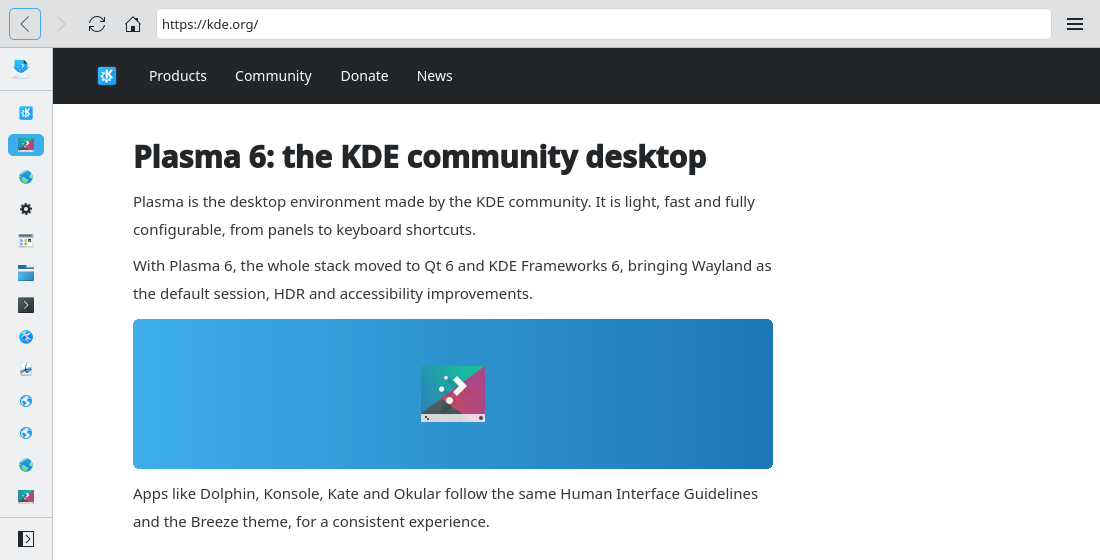 https://kde.org/
Products Community Donate News
Plasma 6: the KDE community desktop
Plasma is the desktop environment made by the KDE community. It is light, fast and fully
configurable, from panels to keyboard shortcuts.
With Plasma 6, the whole stack moved to Qt 6 and KDE Frameworks 6, bringing Wayland as
the default session, HDR and accessibility improvements.
Apps like Dolphin, Konsole, Kate and Okular follow the same Human Interface Guidelines
and the Breeze theme, for a consistent experience.